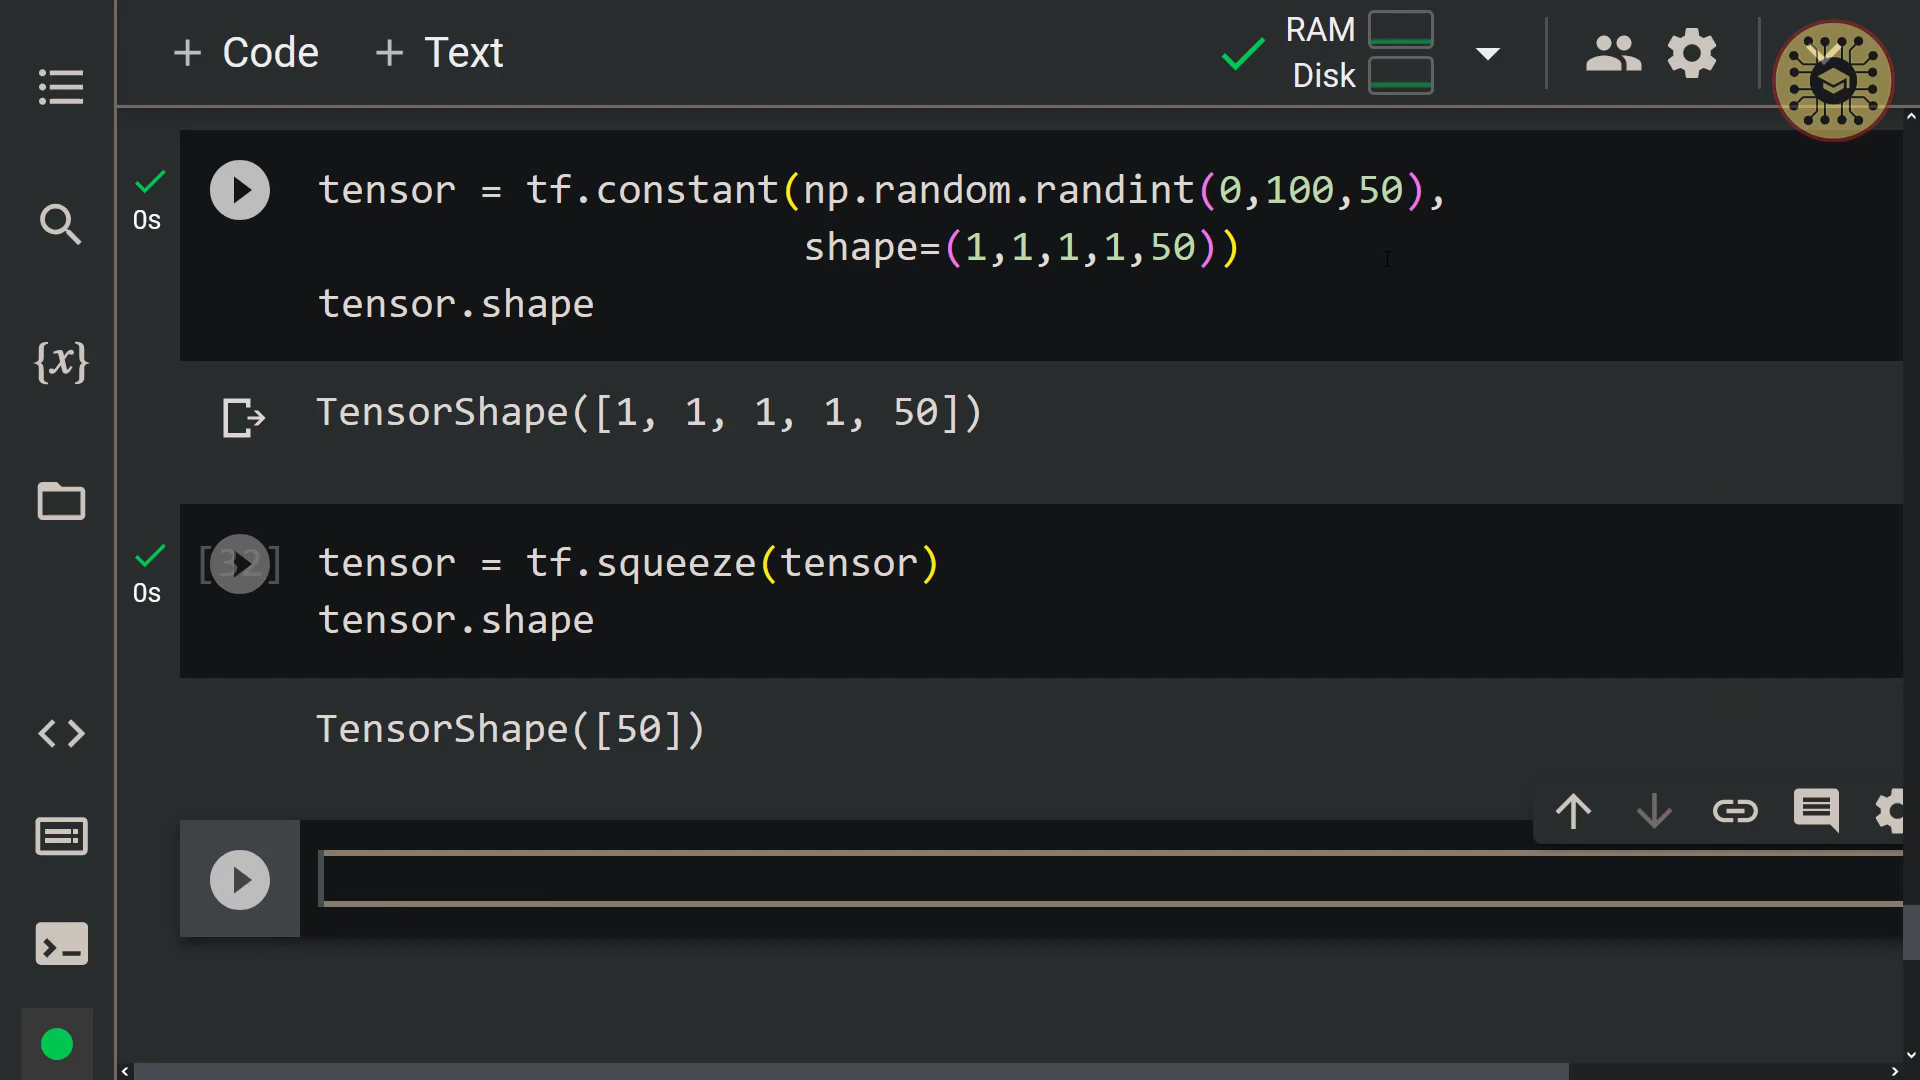 + Code + Text
RAM
Disk
{x}
0s
tensor = tf.constant(np.random.randint(0,100,50),
shape=(1,1,1,1,50))
tensor.shape
TensorShape([1, 1, 1, 1, 50])
[32]
0s
tensor = tf.squeeze(tensor)
tensor.shape
TensorShape([50])